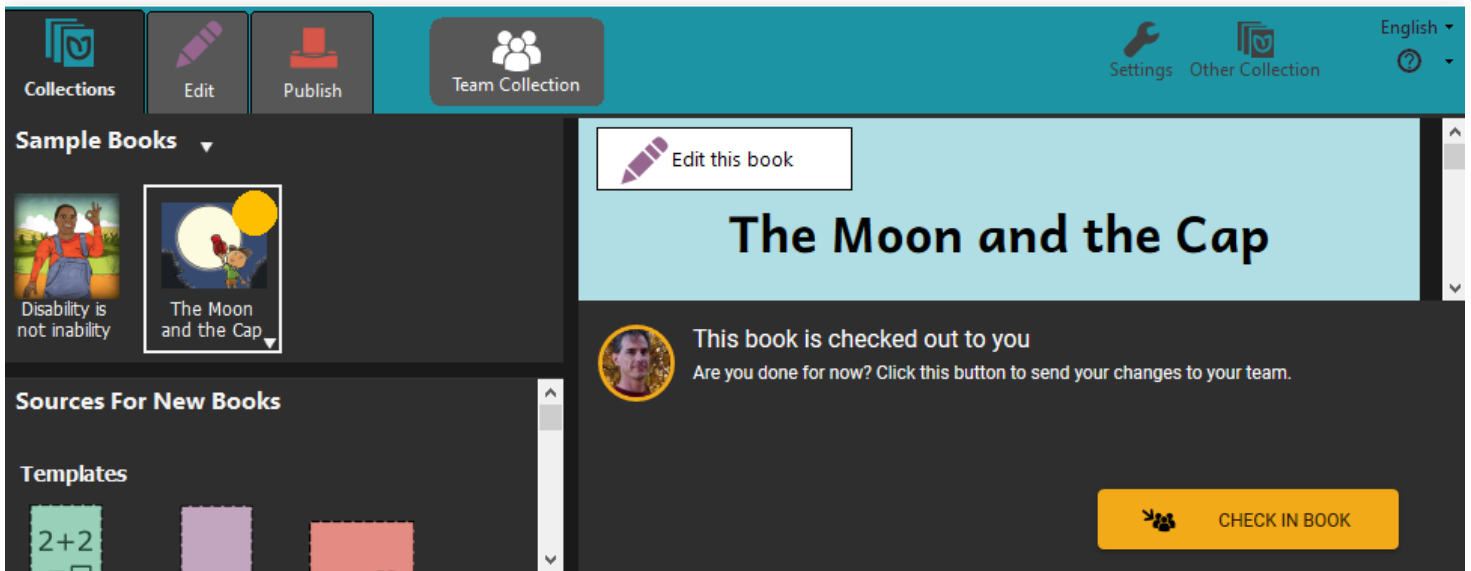 Collections
Edit
Publish
Team Collection
Settings
Other Collection
English
Sample Books
Disability is
not inability
The Moon
and the Cap
Sources For New Books
Templates
2+2
Edit this book
The Moon and the Cap
This book is checked out to you
Are you done for now? Click this button to send your changes to your team.
CHECK IN BOOK